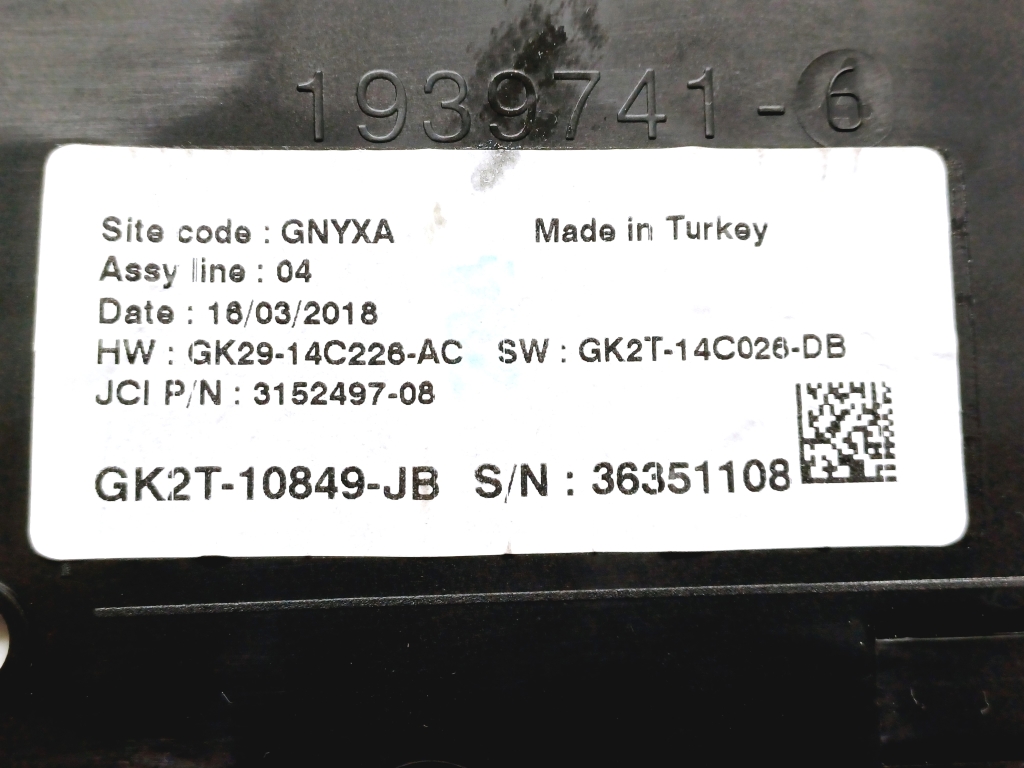 1939741-6
Site code : GNYXA Made in Turkey
Assy line : 04
Date : 16/03/2018
HW : GK29-14C226-AC SW : GK2T-14C026-DB
JCI P/N : 3152497-08
GK2T-10849-JB S/N : 36351108